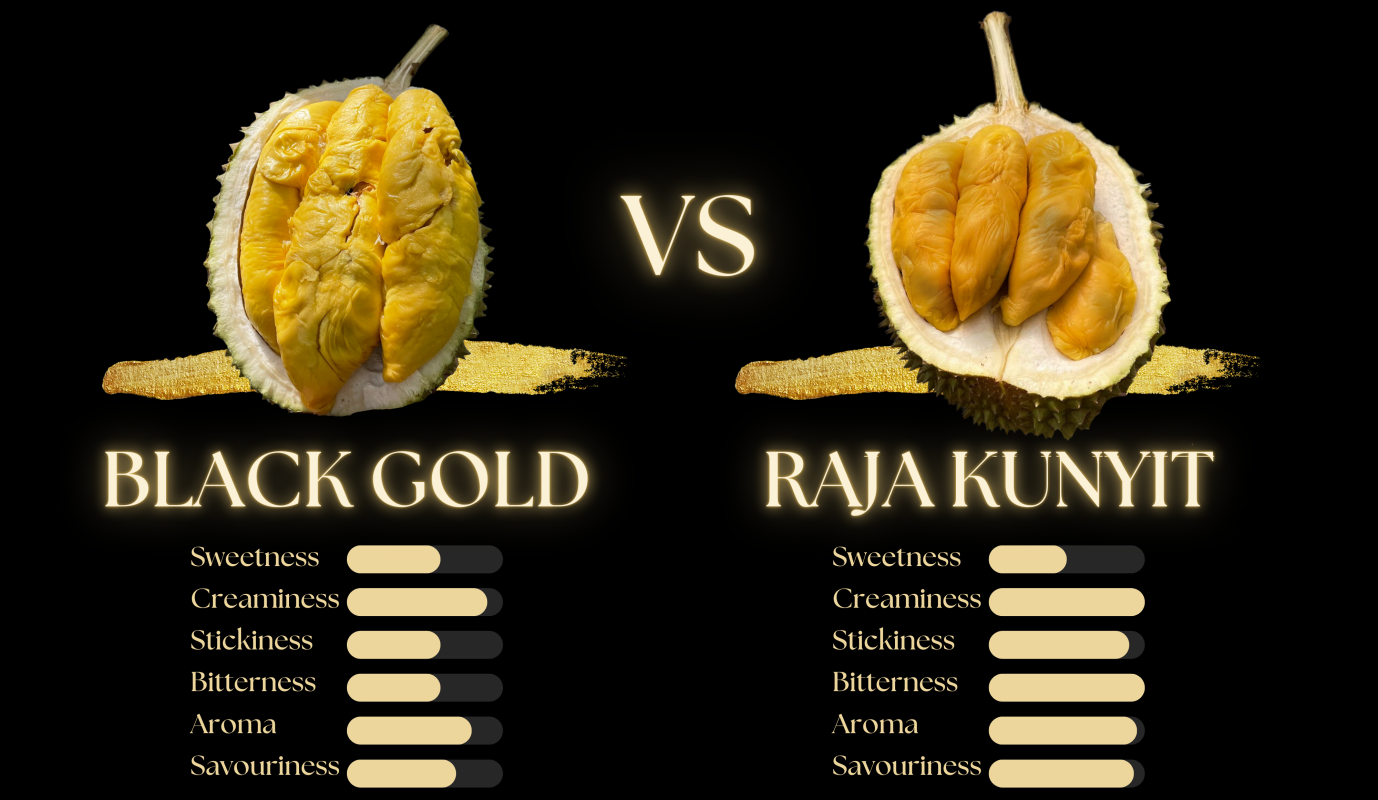 VS
BLACK GOLD
Sweetness
Creaminess
Stickiness
Bitterness
Aroma
Savouriness
RAJA KUNYIT
Sweetness
Creaminess
Stickiness
Bitterness
Aroma
Savouriness